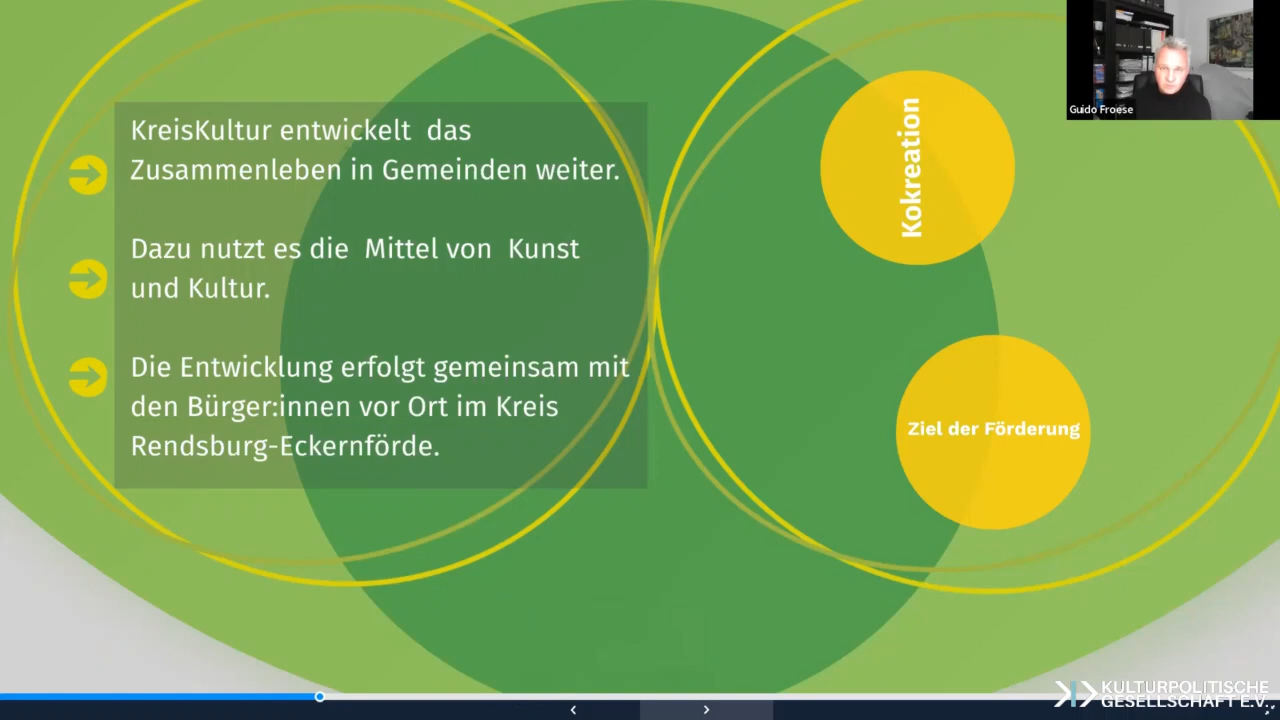 KreisKultur entwickelt das
Zusammenleben in Gemeinden weiter.
Dazu nutzt es die Mittel von Kunst
und Kultur.
Die Entwicklung erfolgt gemeinsam mit
den Bürger:innen vor Ort im Kreis
Rendsburg-Eckernförde.
Kokreation
Ziel der Förderung
Guido Froese
KULTURPOLITISCHE
GESELLSCHAFT E.V.